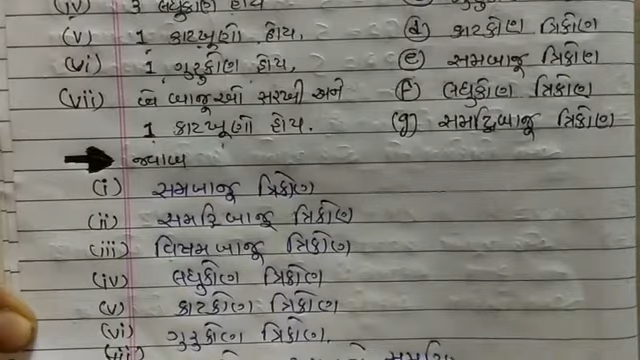 (iv) 3 લઘુકોણ હોય
(v) 1 કાટખૂણો હોય, (d) કાટકોણ ત્રિકોણ
(vi) 1 ગુરુકોણ હોય, (e) સમબાજુ ત્રિકોણ
(vii) બે બાજુઓ સરખી અને (f) લઘુકોણ ત્રિકોણ
1 કાટખૂણો હોય. (g) સમદ્વિબાજુ ત્રિકોણ
જવાબ
(i) સમબાજુ ત્રિકોણ
(ii) સમદ્વિબાજુ ત્રિકોણ
(iii) વિષમબાજુ ત્રિકોણ
(iv) લઘુકોણ ત્રિકોણ
(v) કાટકોણ ત્રિકોણ
(vi) ગુરુકોણ ત્રિકોણ.
(vii)